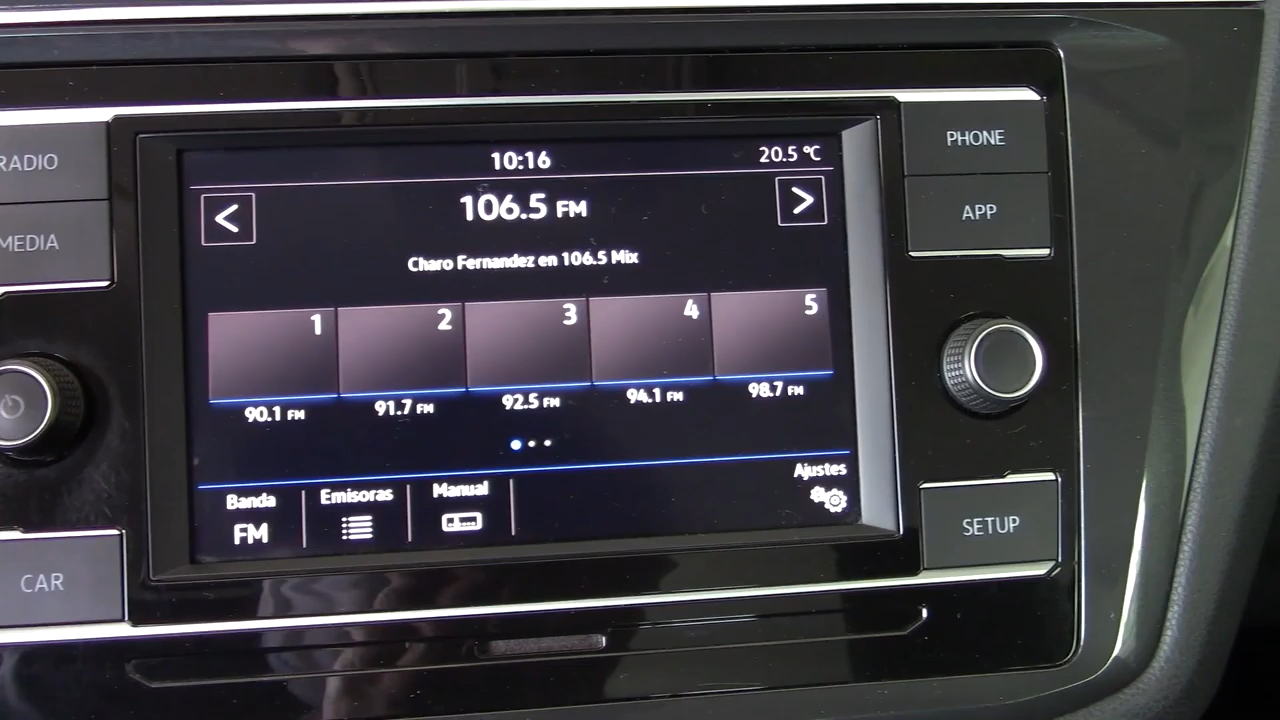 10:16
20.5 °C
RADIO
MEDIA
CAR
<
106.5 FM
>
Charo Fernandez en 106.5 Mix
1 2 3 4 5
90.1 FM 91.7 FM 92.5 FM 94.1 FM 98.7 FM
Banda Emisoras Manual Ajustes
FM
PHONE
APP
SETUP